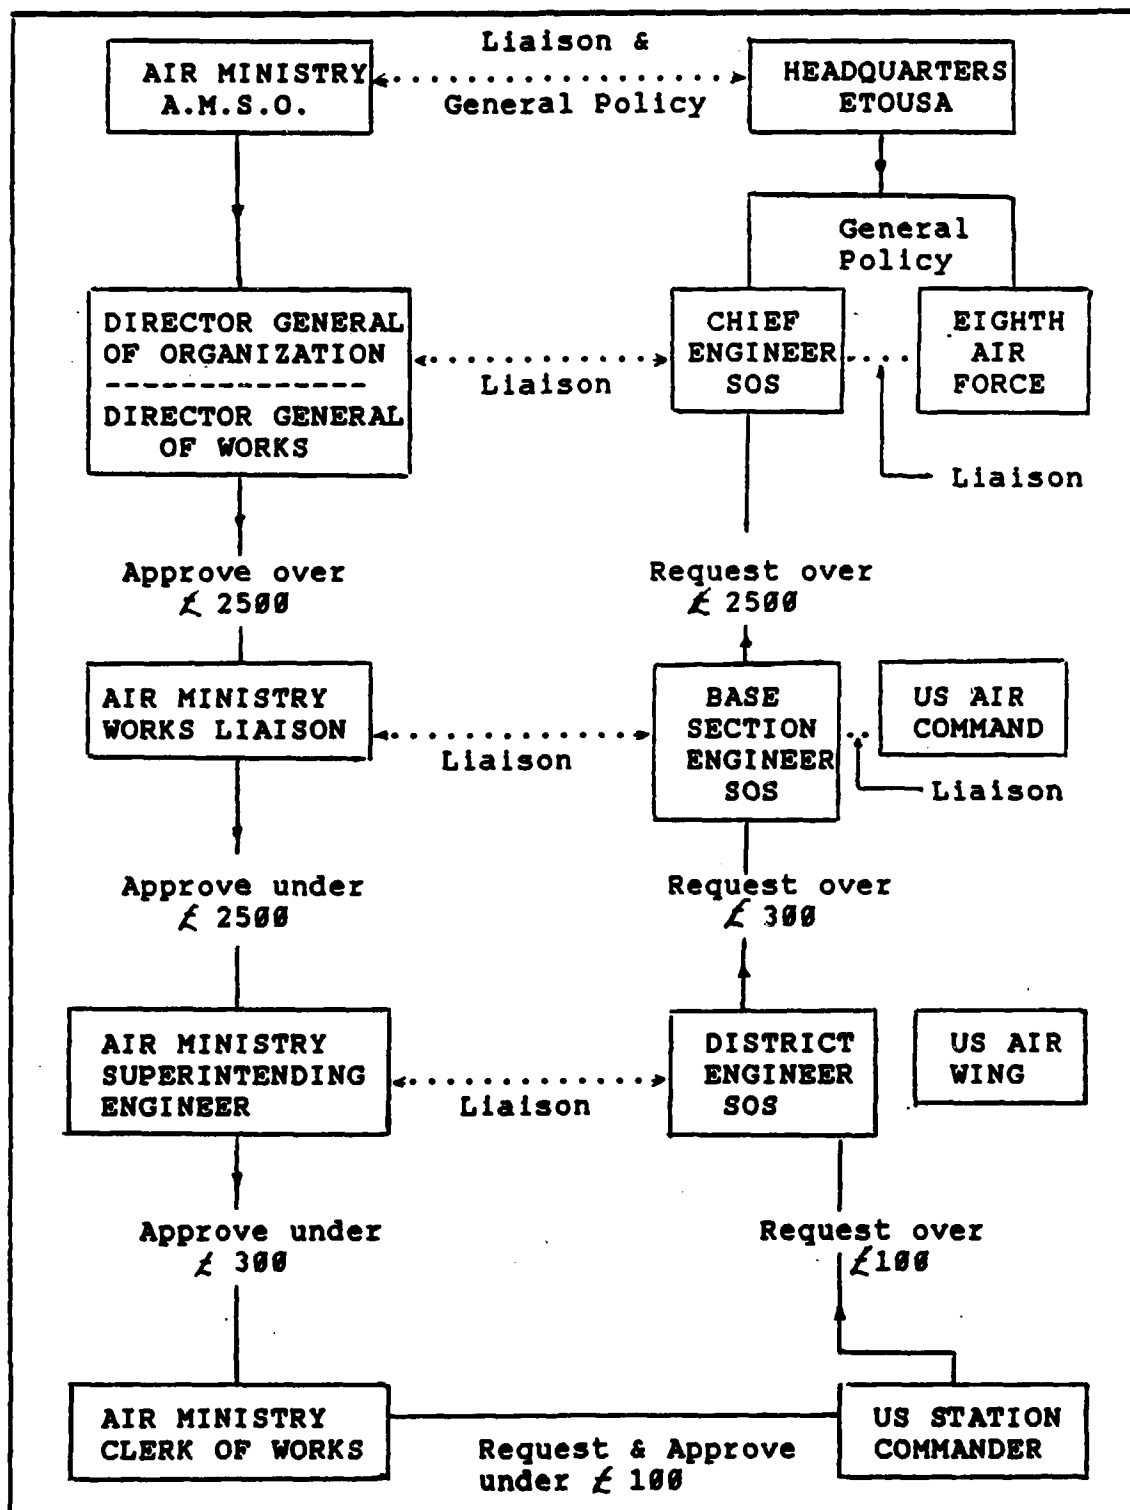 Liaison &
AIR MINISTRY
A.M.S.O.
General Policy
HEADQUARTERS
ETOUSA
General
Policy
DIRECTOR GENERAL
OF ORGANIZATION
DIRECTOR GENERAL
OF WORKS
Liaison
CHIEF
ENGINEER
SOS
EIGHTH
AIR
FORCE
Liaison
Approve over
£ 2500
Request over
£ 2500
AIR MINISTRY
WORKS LIAISON
Liaison
BASE
SECTION
ENGINEER
SOS
US AIR
COMMAND
Liaison
Approve under
£ 2500
Request over
£ 300
AIR MINISTRY
SUPERINTENDING
ENGINEER
Liaison
DISTRICT
ENGINEER
SOS
US AIR
WING
Approve under
£ 300
Request over
£100
AIR MINISTRY
CLERK OF WORKS
Request & Approve
under £ 100
US STATION
COMMANDER